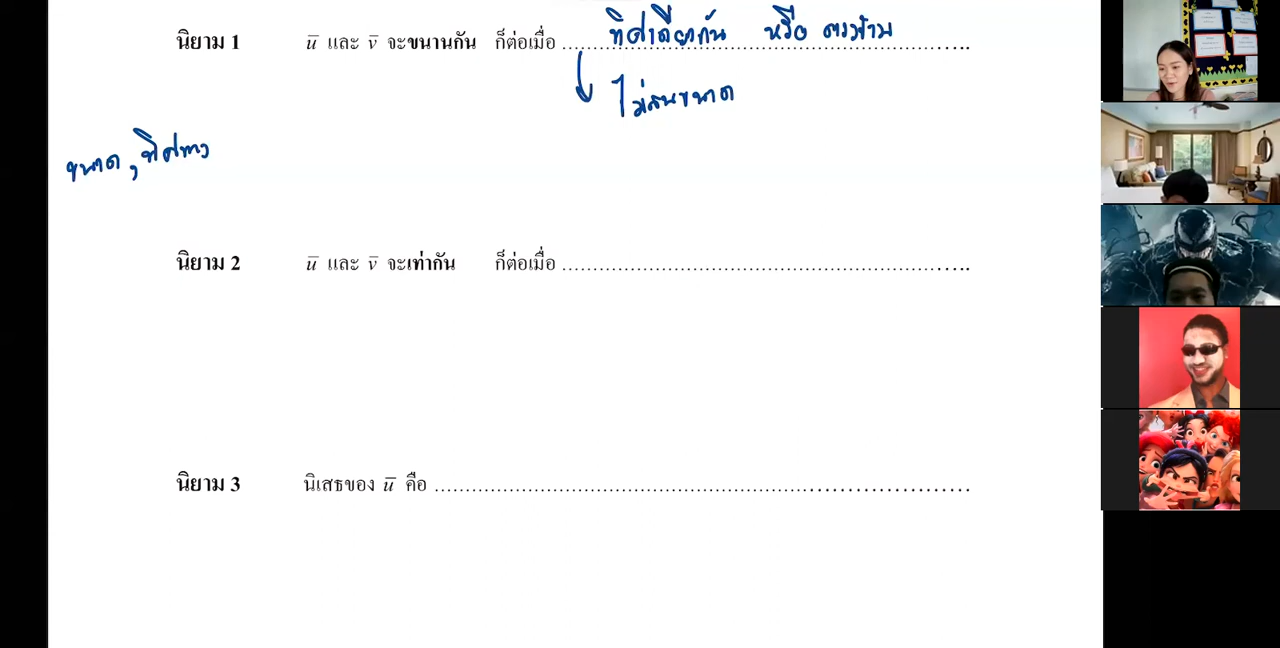 นิยาม 1 u̅ และ v̅ จะขนานกัน ก็ต่อเมื่อ ........ ทิศเดียวกัน หรือ ตรงข้าม ........
ไม่สนขนาด
ขนาด, ทิศทาง
นิยาม 2 u̅ และ v̅ จะเท่ากัน ก็ต่อเมื่อ ................................
นิยาม 3 นิเสธของ u̅ คือ ................................